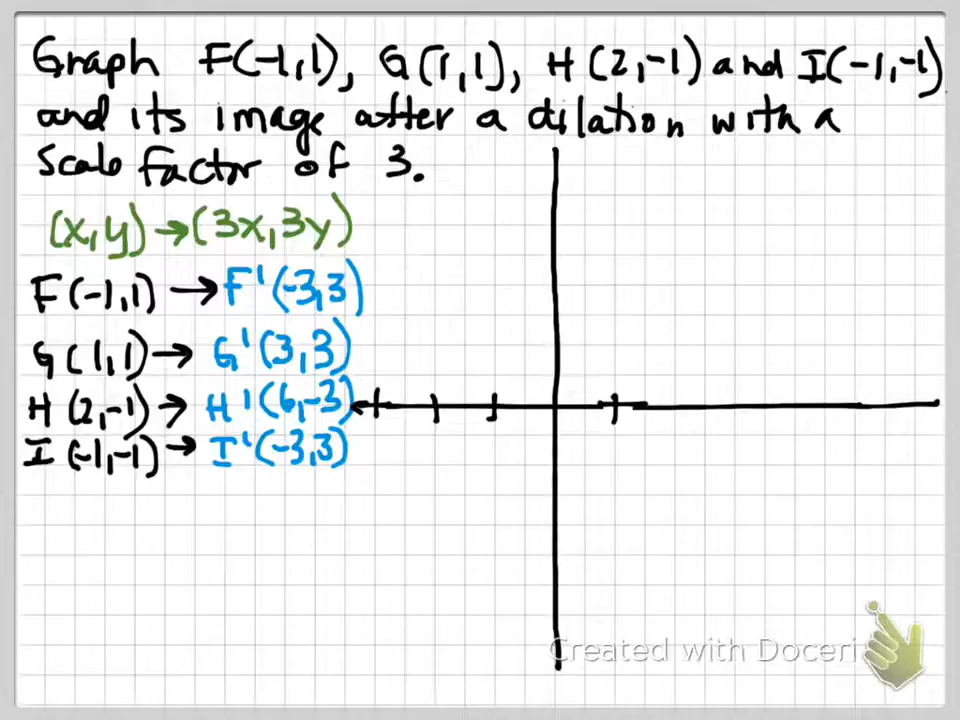 Graph F(-1,1), G(1,1), H(2,-1) and I(-1,-1)
and its image after a dilation with a
scale factor of 3.
(x,y)→(3x,3y)
F(-1,1)→F'(-3,3)
G(1,1)→G'(3,3)
H(2,-1)→H'(6,-3)
I(-1,-1)→I'(-3,3)
Created with Doceri